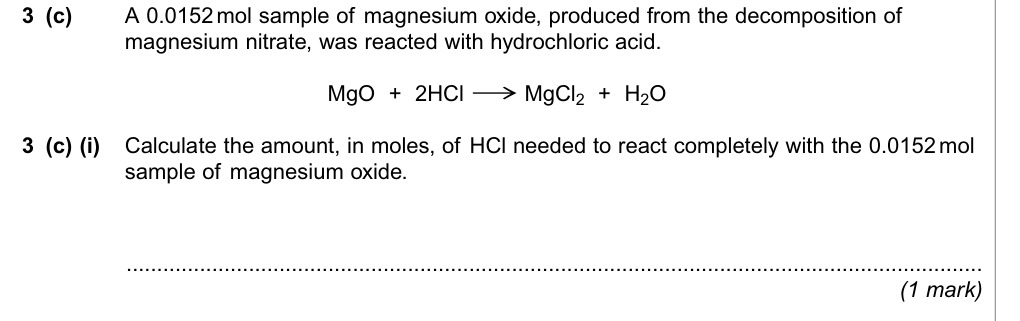 3 (c) A 0.0152 mol sample of magnesium oxide, produced from the decomposition of
magnesium nitrate, was reacted with hydrochloric acid.
MgO + 2HCl ⟶ MgCl₂ + H₂O
3 (c) (i) Calculate the amount, in moles, of HCl needed to react completely with the 0.0152 mol
sample of magnesium oxide.
(1 mark)